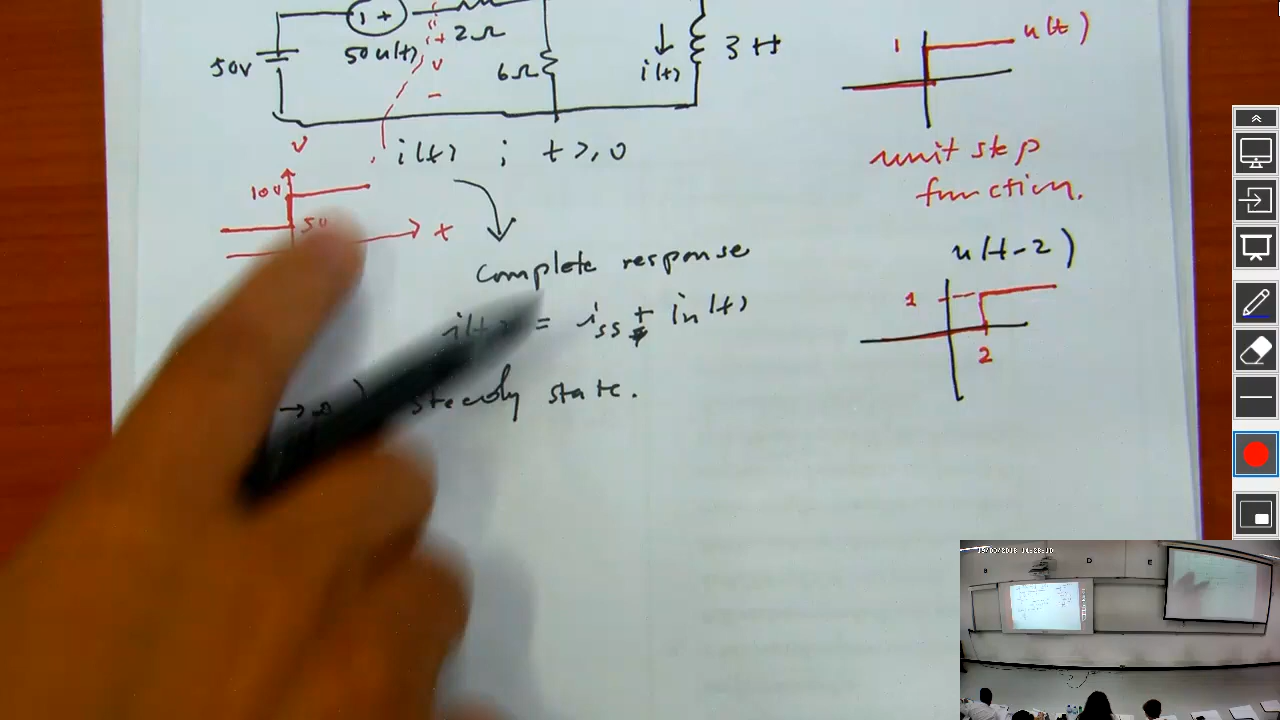 50V
50u(t)
2Ω
+
v
-
6Ω
i(t)
3H
1
u(t)
unit step
function.
i(t) ; t>,0
v
100
50
t
complete response
= iss + in(t)
steady state.
u(t-2)
1
2
B
D
E